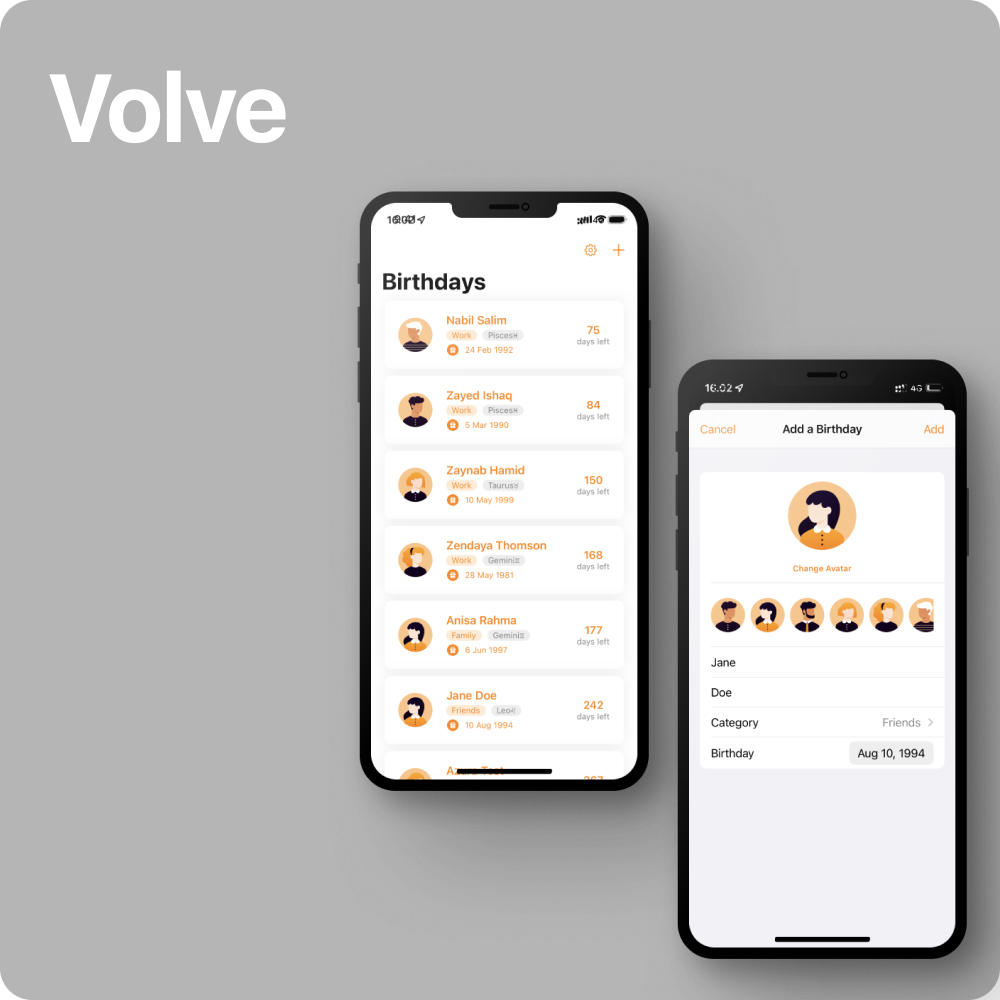 Volve
Birthdays
Nabil Salim
Work Pisces
24 Feb 1992
75
days left
Zayed Ishaq
Work Pisces
5 Mar 1990
84
days left
Zaynab Hamid
Work Taurus
10 May 1999
150
days left
Zendaya Thomson
Work Gemini
28 May 1981
168
days left
Anisa Rahma
Family Gemini
6 Jun 1997
177
days left
Jane Doe
Friends Leo
10 Aug 1994
242
days left
16.02 4G
Cancel Add a Birthday Add
Change Avatar
Jane
Doe
Category Friends
Birthday Aug 10, 1994